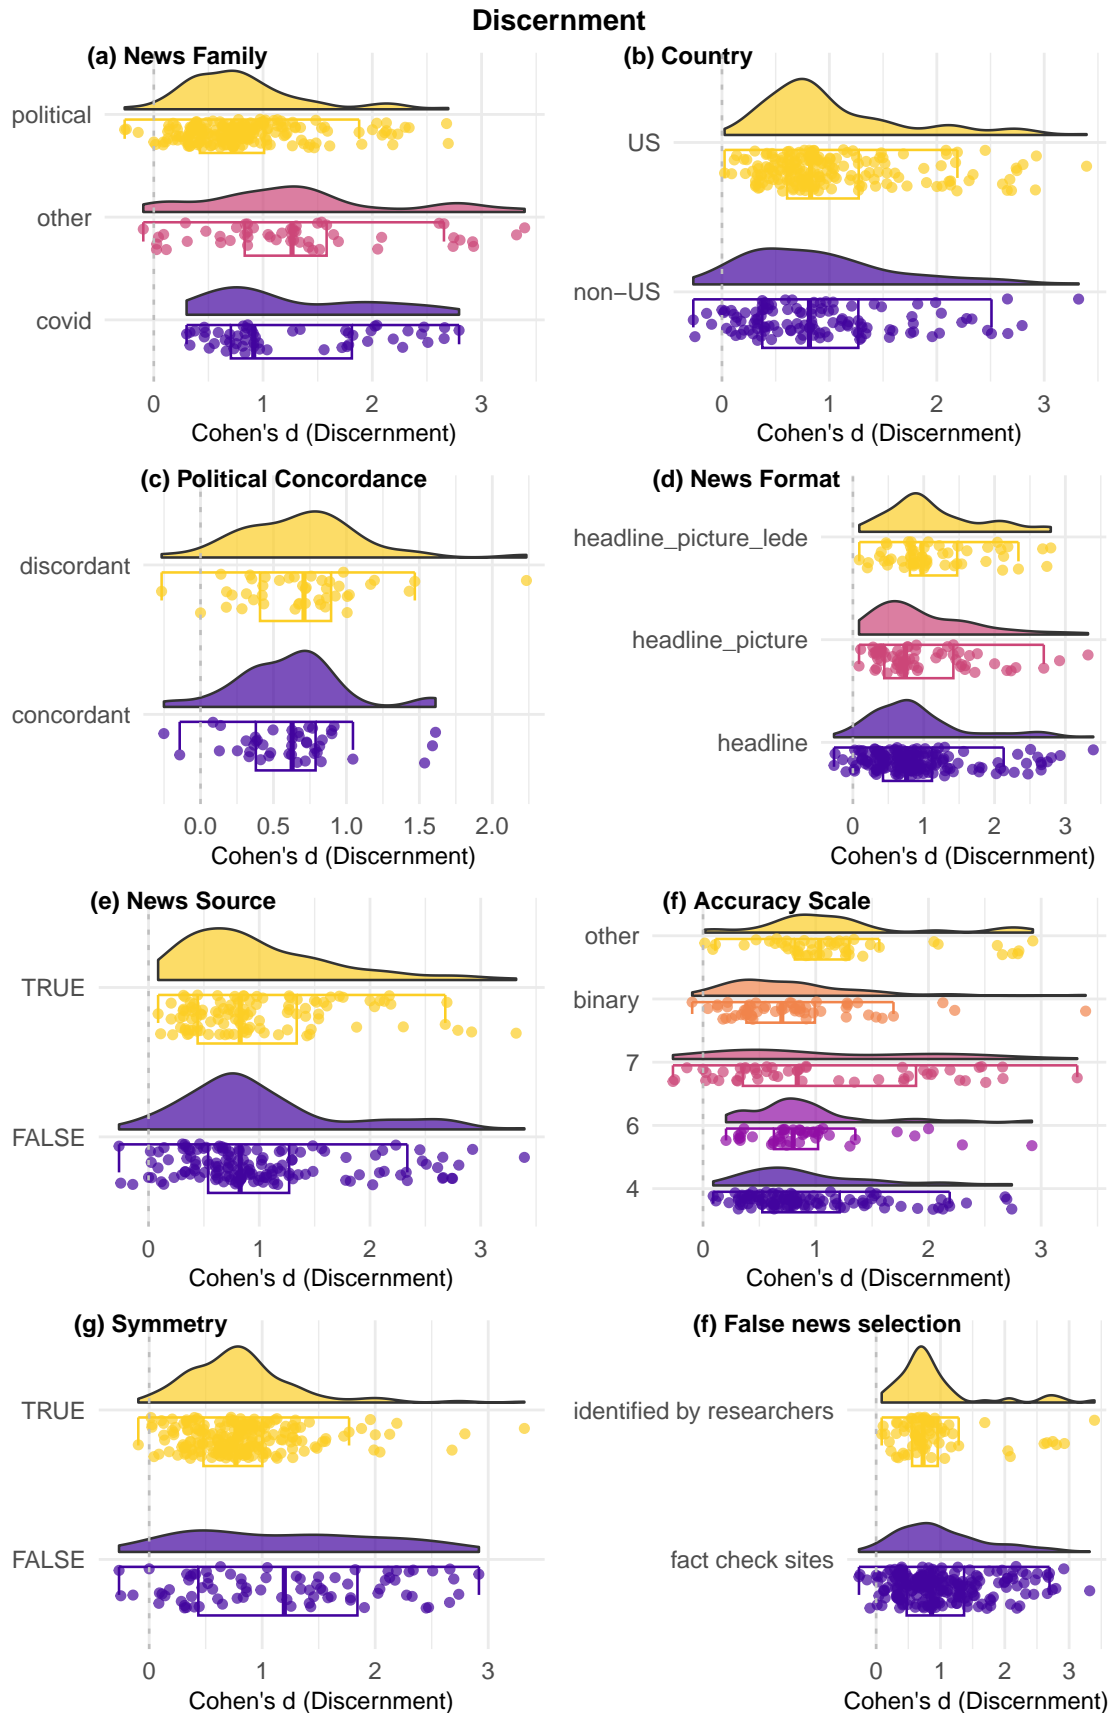 Discernment
(a) News Family
political
other
covid
0 1 2 3
Cohen's d (Discernment)
(b) Country
US
non−US
0 1 2 3
Cohen's d (Discernment)
(c) Political Concordance
discordant
concordant
0.0 0.5 1.0 1.5 2.0
Cohen's d (Discernment)
(d) News Format
headline_picture_lede
headline_picture
headline
0 1 2 3
Cohen's d (Discernment)
(e) News Source
TRUE
FALSE
0 1 2 3
Cohen's d (Discernment)
(f) Accuracy Scale
other
binary
7
6
4
0 1 2 3
Cohen's d (Discernment)
(g) Symmetry
TRUE
FALSE
0 1 2 3
Cohen's d (Discernment)
(f) False news selection
identified by researchers
fact check sites
0 1 2 3
Cohen's d (Discernment)